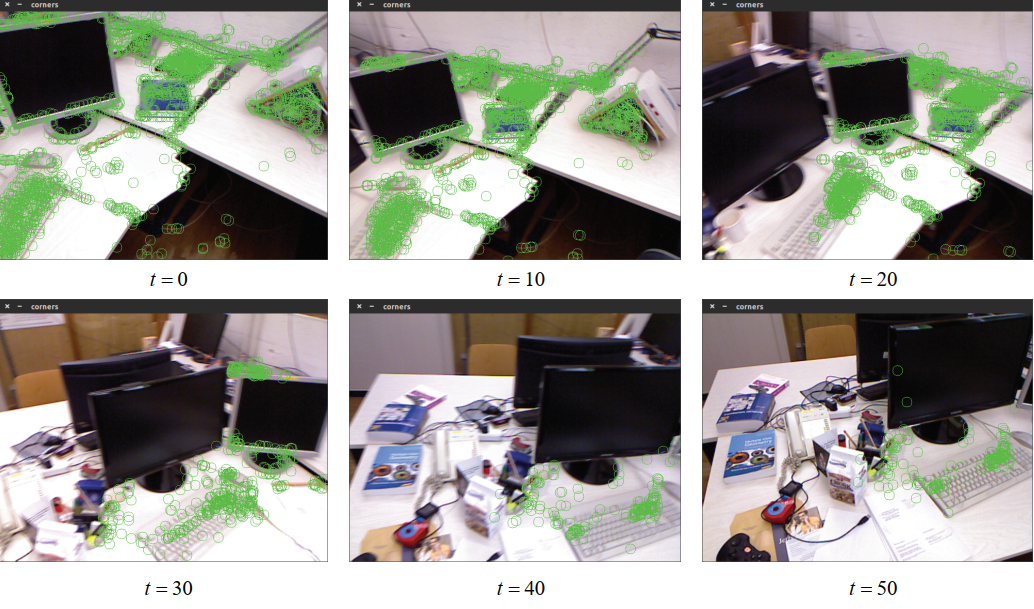 × − corners
× − corners
× − corners
t = 0
t = 10
t = 20
× − corners
× − corners
× − corners
t = 30
t = 40
t = 50